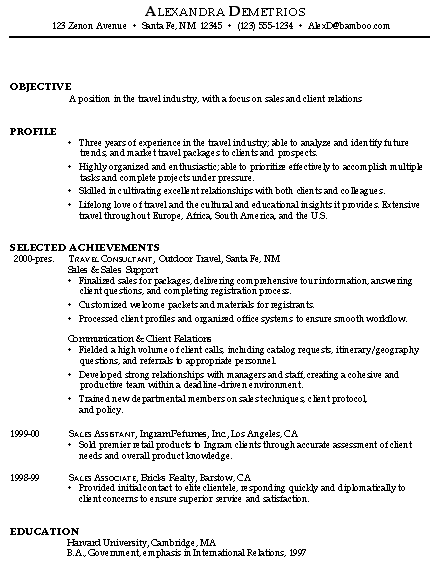 ALEXANDRA DEMETRIOS
123 Zenon Avenue • Santa Fe, NM 12345 • (123) 555-1234 • AlexD@bamboo.com
OBJECTIVE
A position in the travel industry, with a focus on sales and client relations
PROFILE
• Three years of experience in the travel industry; able to analyze and identify future
trends, and market travel packages to clients and prospects.
• Highly organized and enthusiastic; able to prioritize effectively to accomplish multiple
tasks and complete projects under pressure.
• Skilled in cultivating excellent relationships with both clients and colleagues.
• Lifelong love of travel and the cultural and educational insights it provides. Extensive
travel throughout Europe, Africa, South America, and the U.S.
SELECTED ACHIEVEMENTS
2000-pres. TRAVEL CONSULTANT, Outdoor Travel, Santa Fe, NM
Sales & Sales Support
• Finalized sales for packages, delivering comprehensive tour information, answering
client questions, and completing registration process.
• Customized welcome packets and materials for registrants.
• Processed client profiles and organized office systems to ensure smooth workflow.
Communication & Client Relations
• Fielded a high volume of client calls, including catalog requests, itinerary/geography
questions, and referrals to appropriate personnel.
• Developed strong relationships with managers and staff, creating a cohesive and
productive team within a deadline-driven environment.
• Trained new departmental members on sales techniques, client protocol,
and policy.
1999-00 SALES ASSISTANT, IngramPefumes, Inc, Los Angeles, CA
• Sold premier retail products to Ingram clients through accurate assessment of client
needs and overall product knowledge.
1998-99 SALES ASSOCIATE, Ericks Realty, Barstow, CA
• Provided initial contact to elite clientele, responding quickly and diplomatically to
client concerns to ensure superior service and satisfaction.
EDUCATION
Harvard University, Cambridge, MA
B.A., Government, emphasis in International Relations, 1997